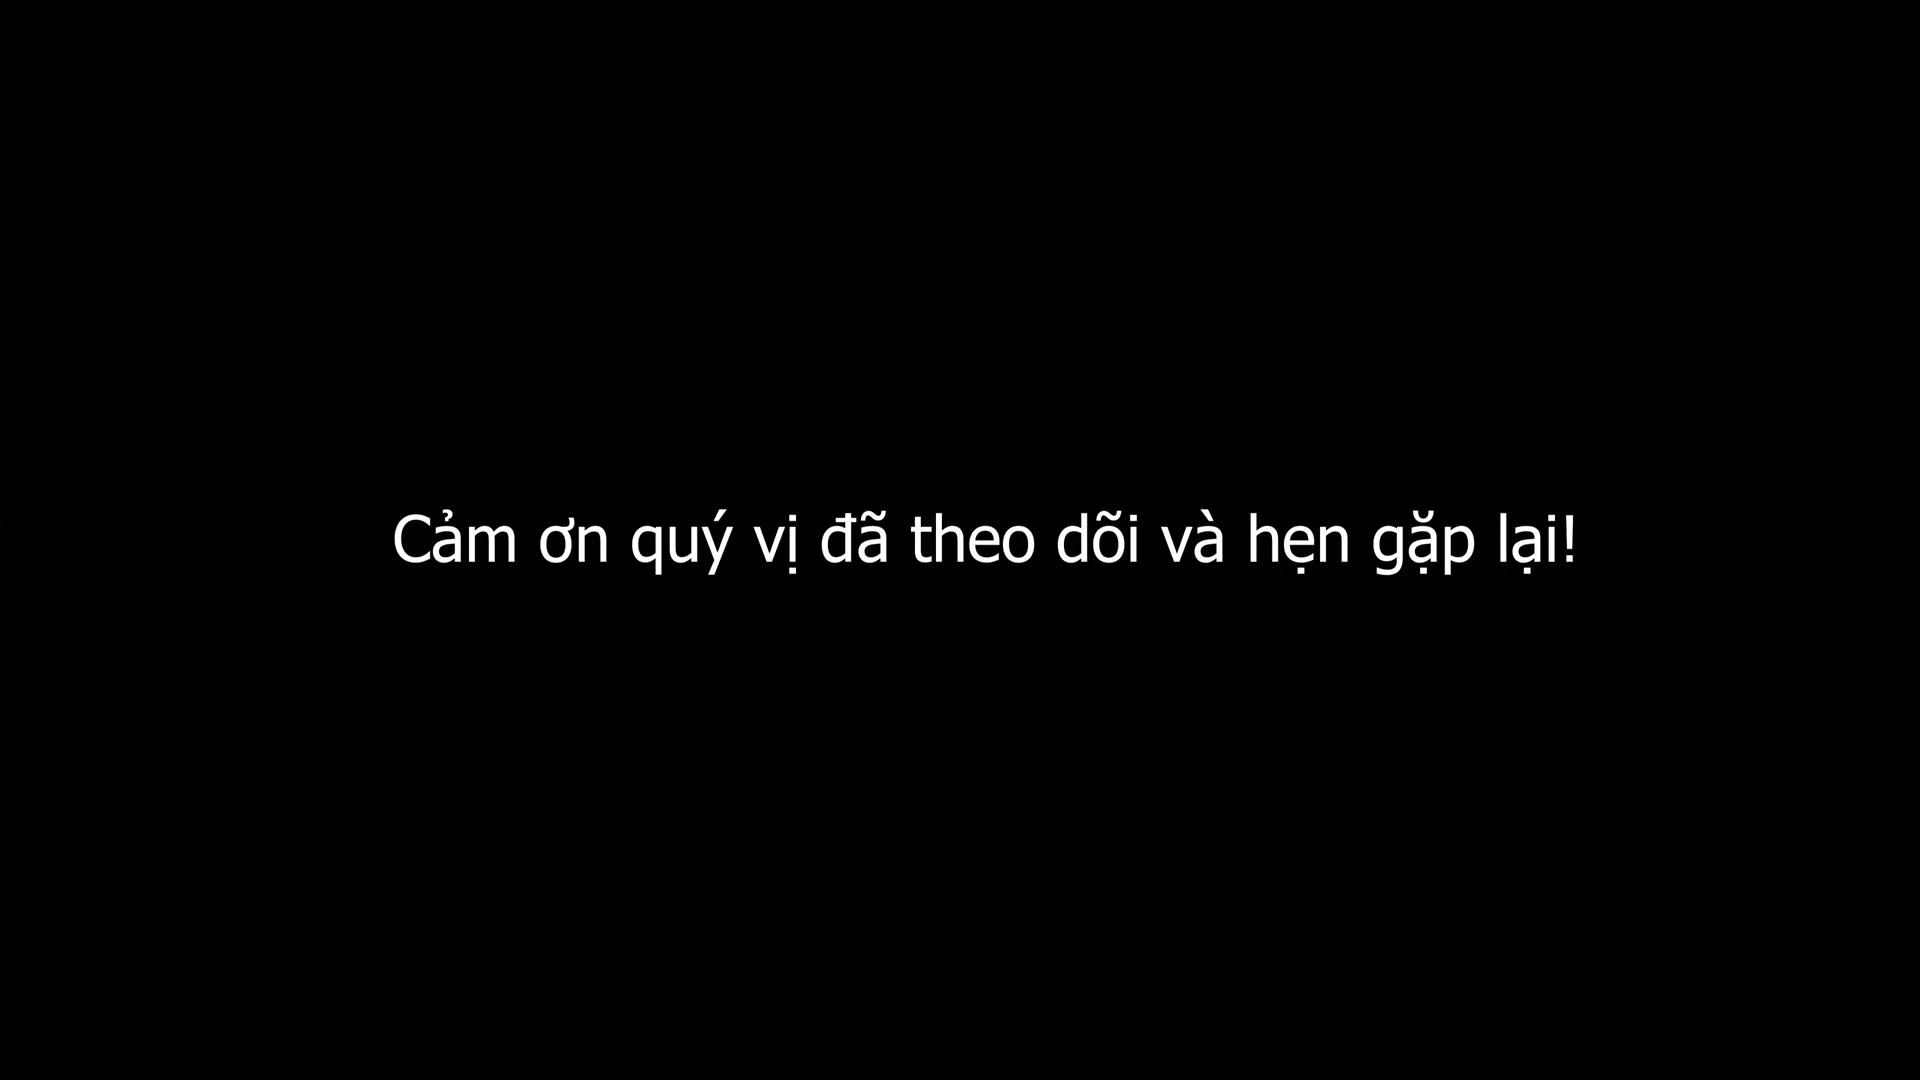 Cảm ơn quý vị đã theo dõi và hẹn gặp lại!